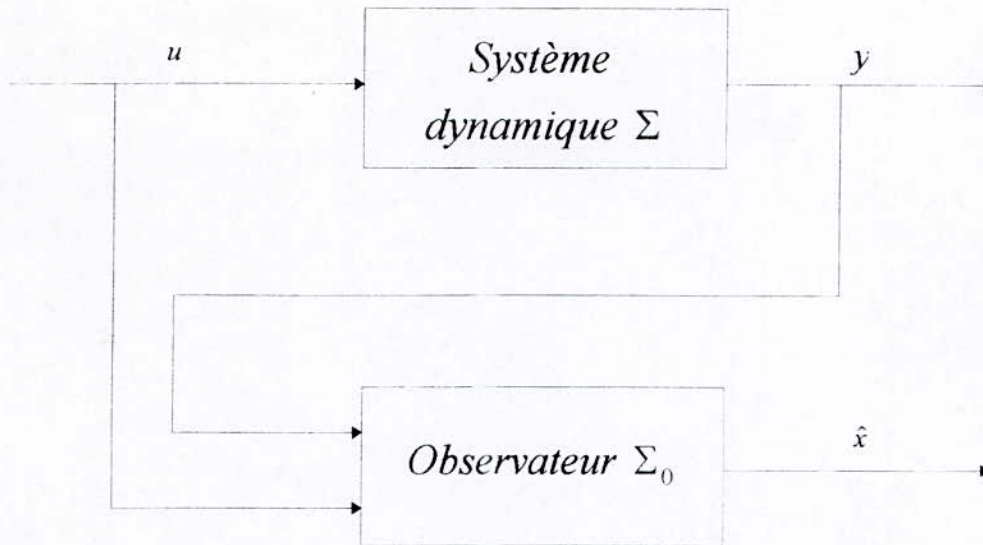 u
Système
dynamique Σ
y
Observateur Σ₀
x̂